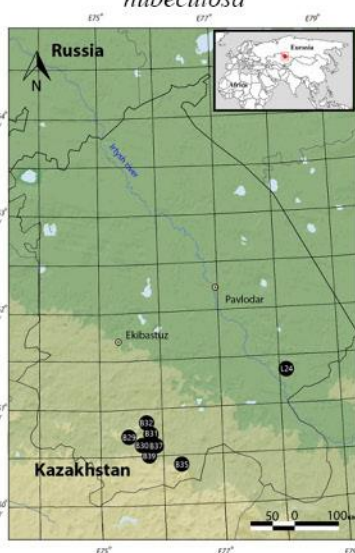 nubeculosa
E75° E77° E79°
Russia
Eurasia
Africa
N
Irtysh river
Pavlodar
Ekibastuz
L24
B32
B31
B29
B30 B37
B39
B35
Kazakhstan
50 0 100
E75° E77°